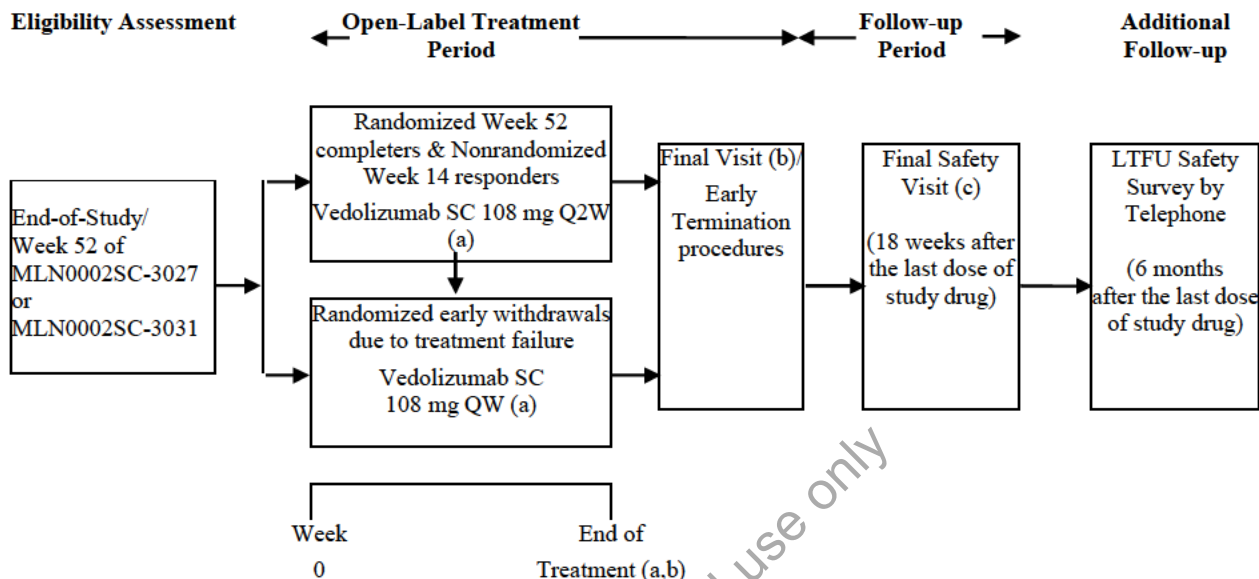 Eligibility Assessment
Open-Label Treatment
Period
Follow-up
Period
Additional
Follow-up
End-of-Study/
Week 52 of
MLN0002SC-3027
or
MLN0002SC-3031
Randomized Week 52
completers & Nonrandomized
Week 14 responders
Vedolizumab SC 108 mg Q2W
(a)
Randomized early withdrawals
due to treatment failure
Vedolizumab SC
108 mg QW (a)
Final Visit (b)/
Early
Termination
procedures
Final Safety
Visit (c)
(18 weeks after
the last dose of
study drug)
LTFU Safety
Survey by
Telephone
(6 months
after the last dose
of study drug)
Week
0
End of
Treatment (a,b)
use only